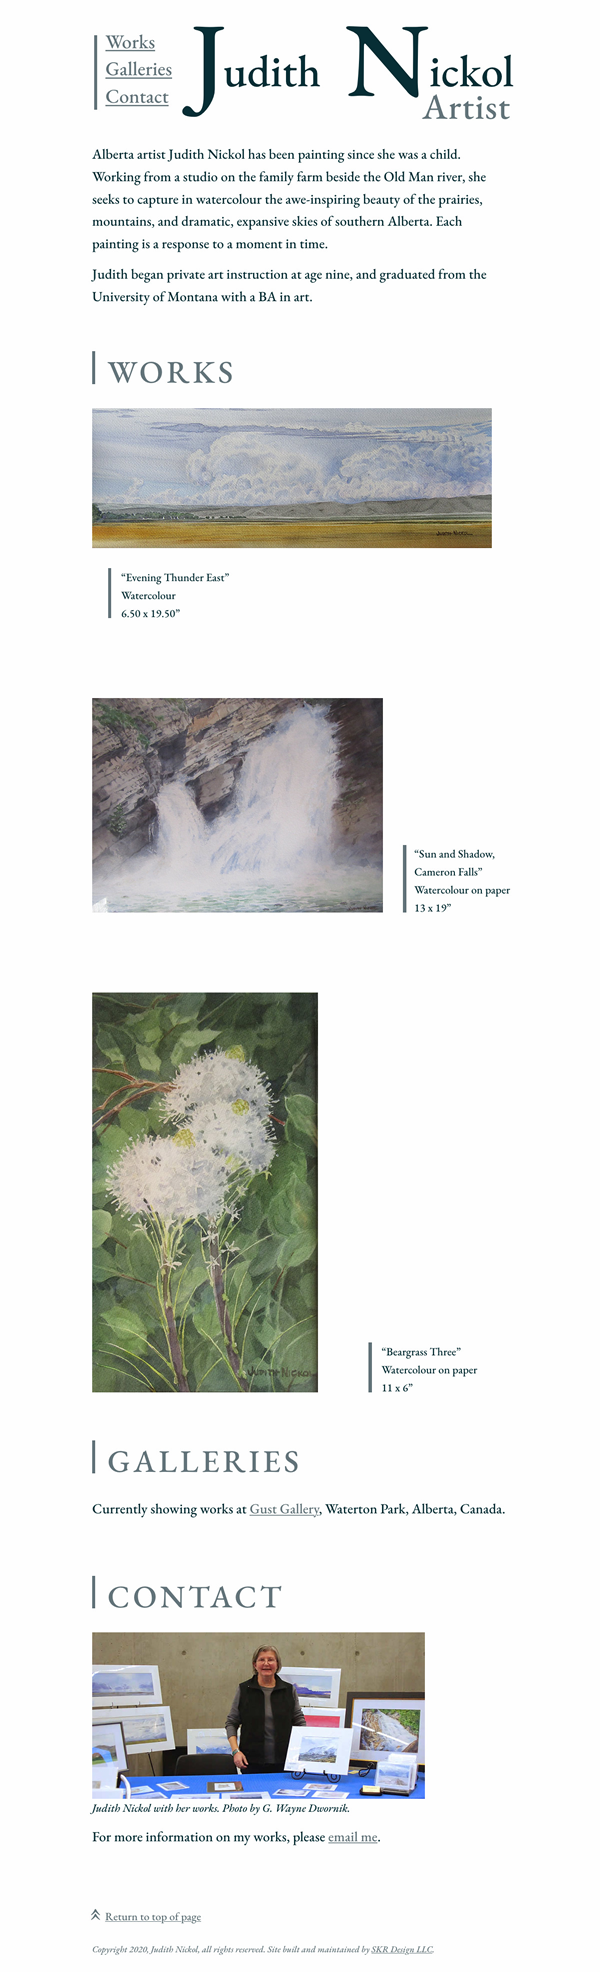 Works
Galleries
Contact
Judith Nickol
Artist
Alberta artist Judith Nickol has been painting since she was a child.
Working from a studio on the family farm beside the Old Man river, she
seeks to capture in watercolour the awe-inspiring beauty of the prairies,
mountains, and dramatic, expansive skies of southern Alberta. Each
painting is a response to a moment in time.
Judith began private art instruction at age nine, and graduated from the
University of Montana with a BA in art.
WORKS
JUDITH NICKOL
“Evening Thunder East”
Watercolour
6.50 x 19.50”
“Sun and Shadow,
Cameron Falls”
Watercolour on paper
13 x 19”
JUDITH NICKOL
“Beargrass Three”
Watercolour on paper
11 x 6”
GALLERIES
Currently showing works at Gust Gallery, Waterton Park, Alberta, Canada.
CONTACT
Judith Nickol with her works. Photo by G. Wayne Dwornik.
For more information on my works, please email me.
Return to top of page
Copyright 2020, Judith Nickol, all rights reserved. Site built and maintained by SKR Design LLC.